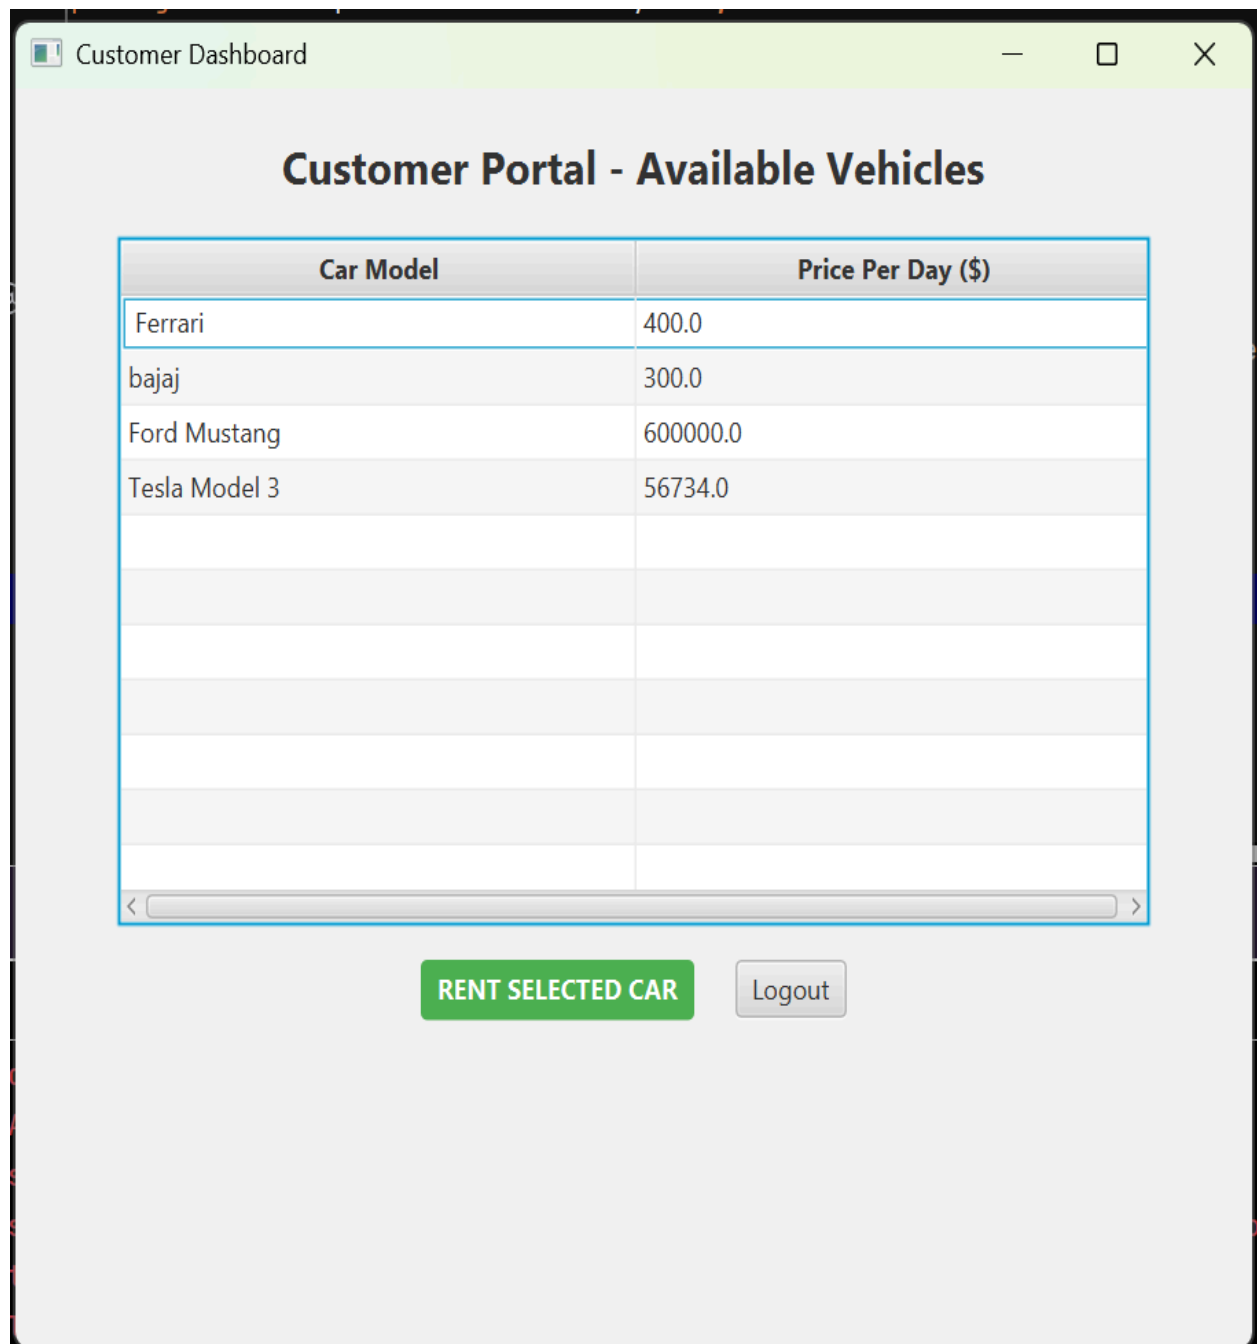 Customer Dashboard
Customer Portal - Available Vehicles
Car Model Price Per Day ($)
Ferrari 400.0
bajaj 300.0
Ford Mustang 600000.0
Tesla Model 3 56734.0
RENT SELECTED CAR Logout